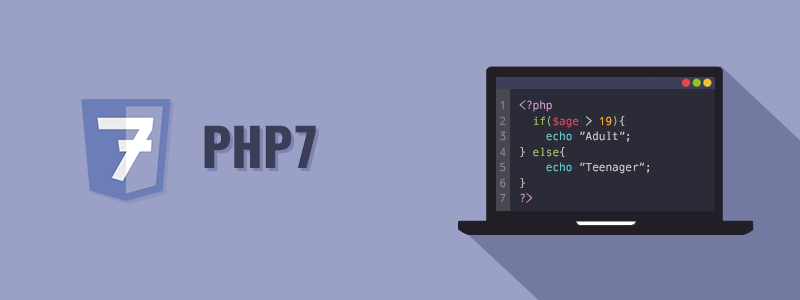 7
PHP7
1 <?php
2 if($age > 19){
3 echo ”Adult”;
4 } else{
5 echo ”Teenager”;
6 }
7 ?>